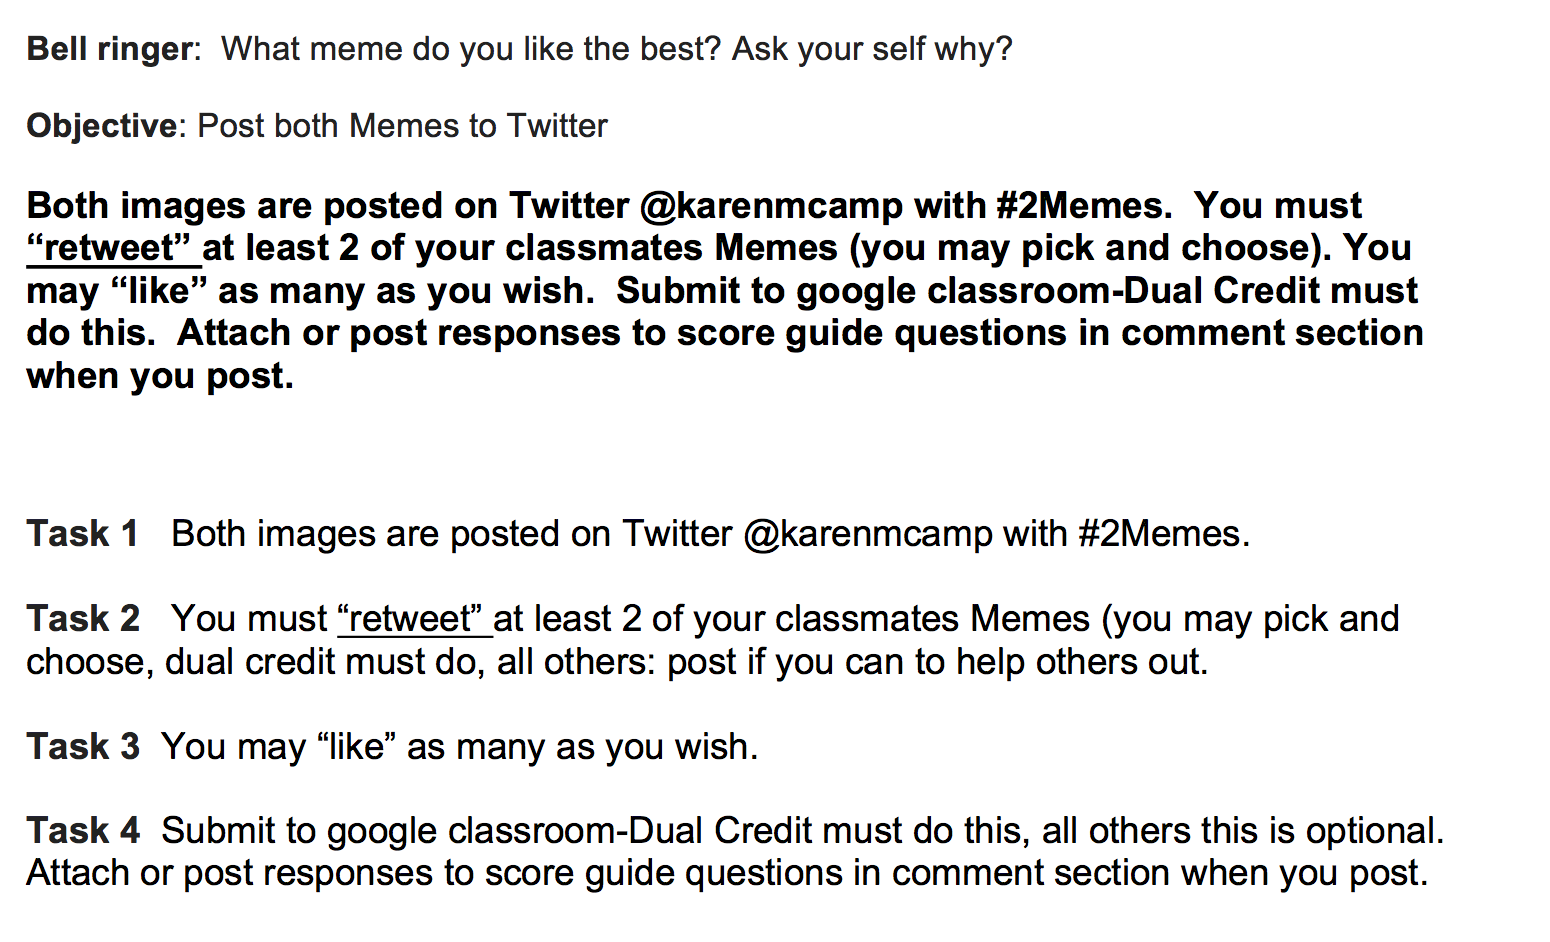 Bell ringer:  What meme do you like the best? Ask your self why?
Objective: Post both Memes to Twitter
Both images are posted on Twitter @karenmcamp with #2Memes.  You must
“retweet” at least 2 of your classmates Memes (you may pick and choose). You
may “like” as many as you wish.  Submit to google classroom-Dual Credit must
do this.  Attach or post responses to score guide questions in comment section
when you post.
Task 1   Both images are posted on Twitter @karenmcamp with #2Memes.
Task 2   You must “retweet” at least 2 of your classmates Memes (you may pick and
choose, dual credit must do, all others: post if you can to help others out.
Task 3  You may “like” as many as you wish.
Task 4  Submit to google classroom-Dual Credit must do this, all others this is optional.
Attach or post responses to score guide questions in comment section when you post.